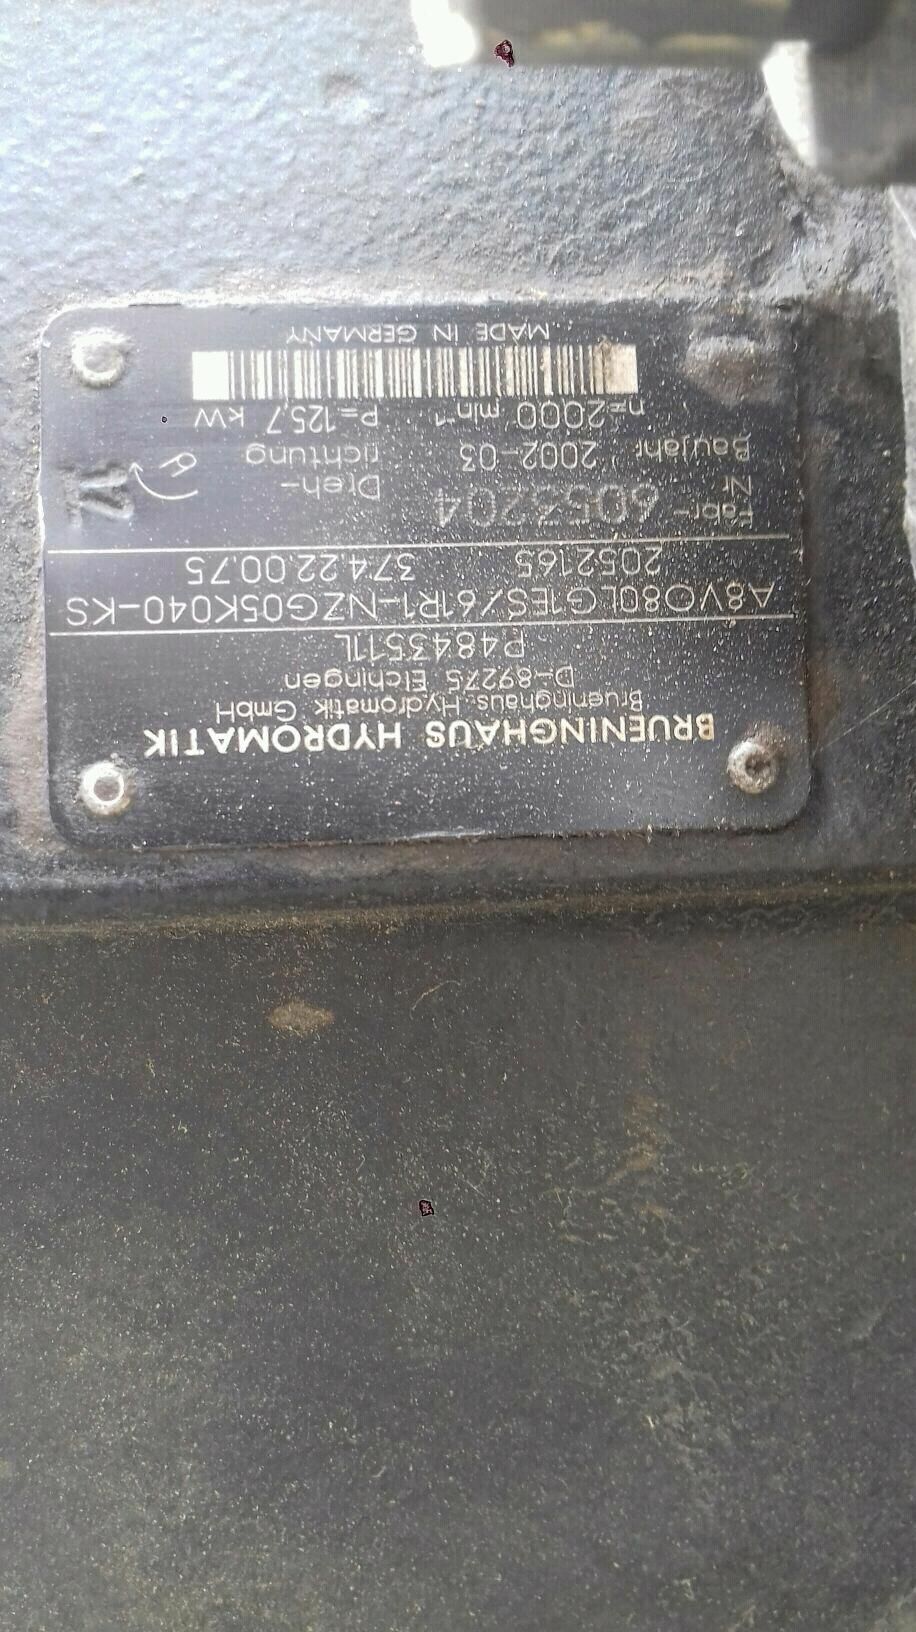 BRUENINGHAUS HYDROMATIK
Brueninghaus Hydromatik GmbH
D-89275 Elchingen
P4843511L
A8VO80LG1ES/61R1-NZG05K040-KS
2052165 374.22.00.75
Fabr-Nr 6053204
Dreh-richtung
Baujahr 2002-03
n=2000 min⁻¹ P=125,7 kW
MADE IN GERMANY